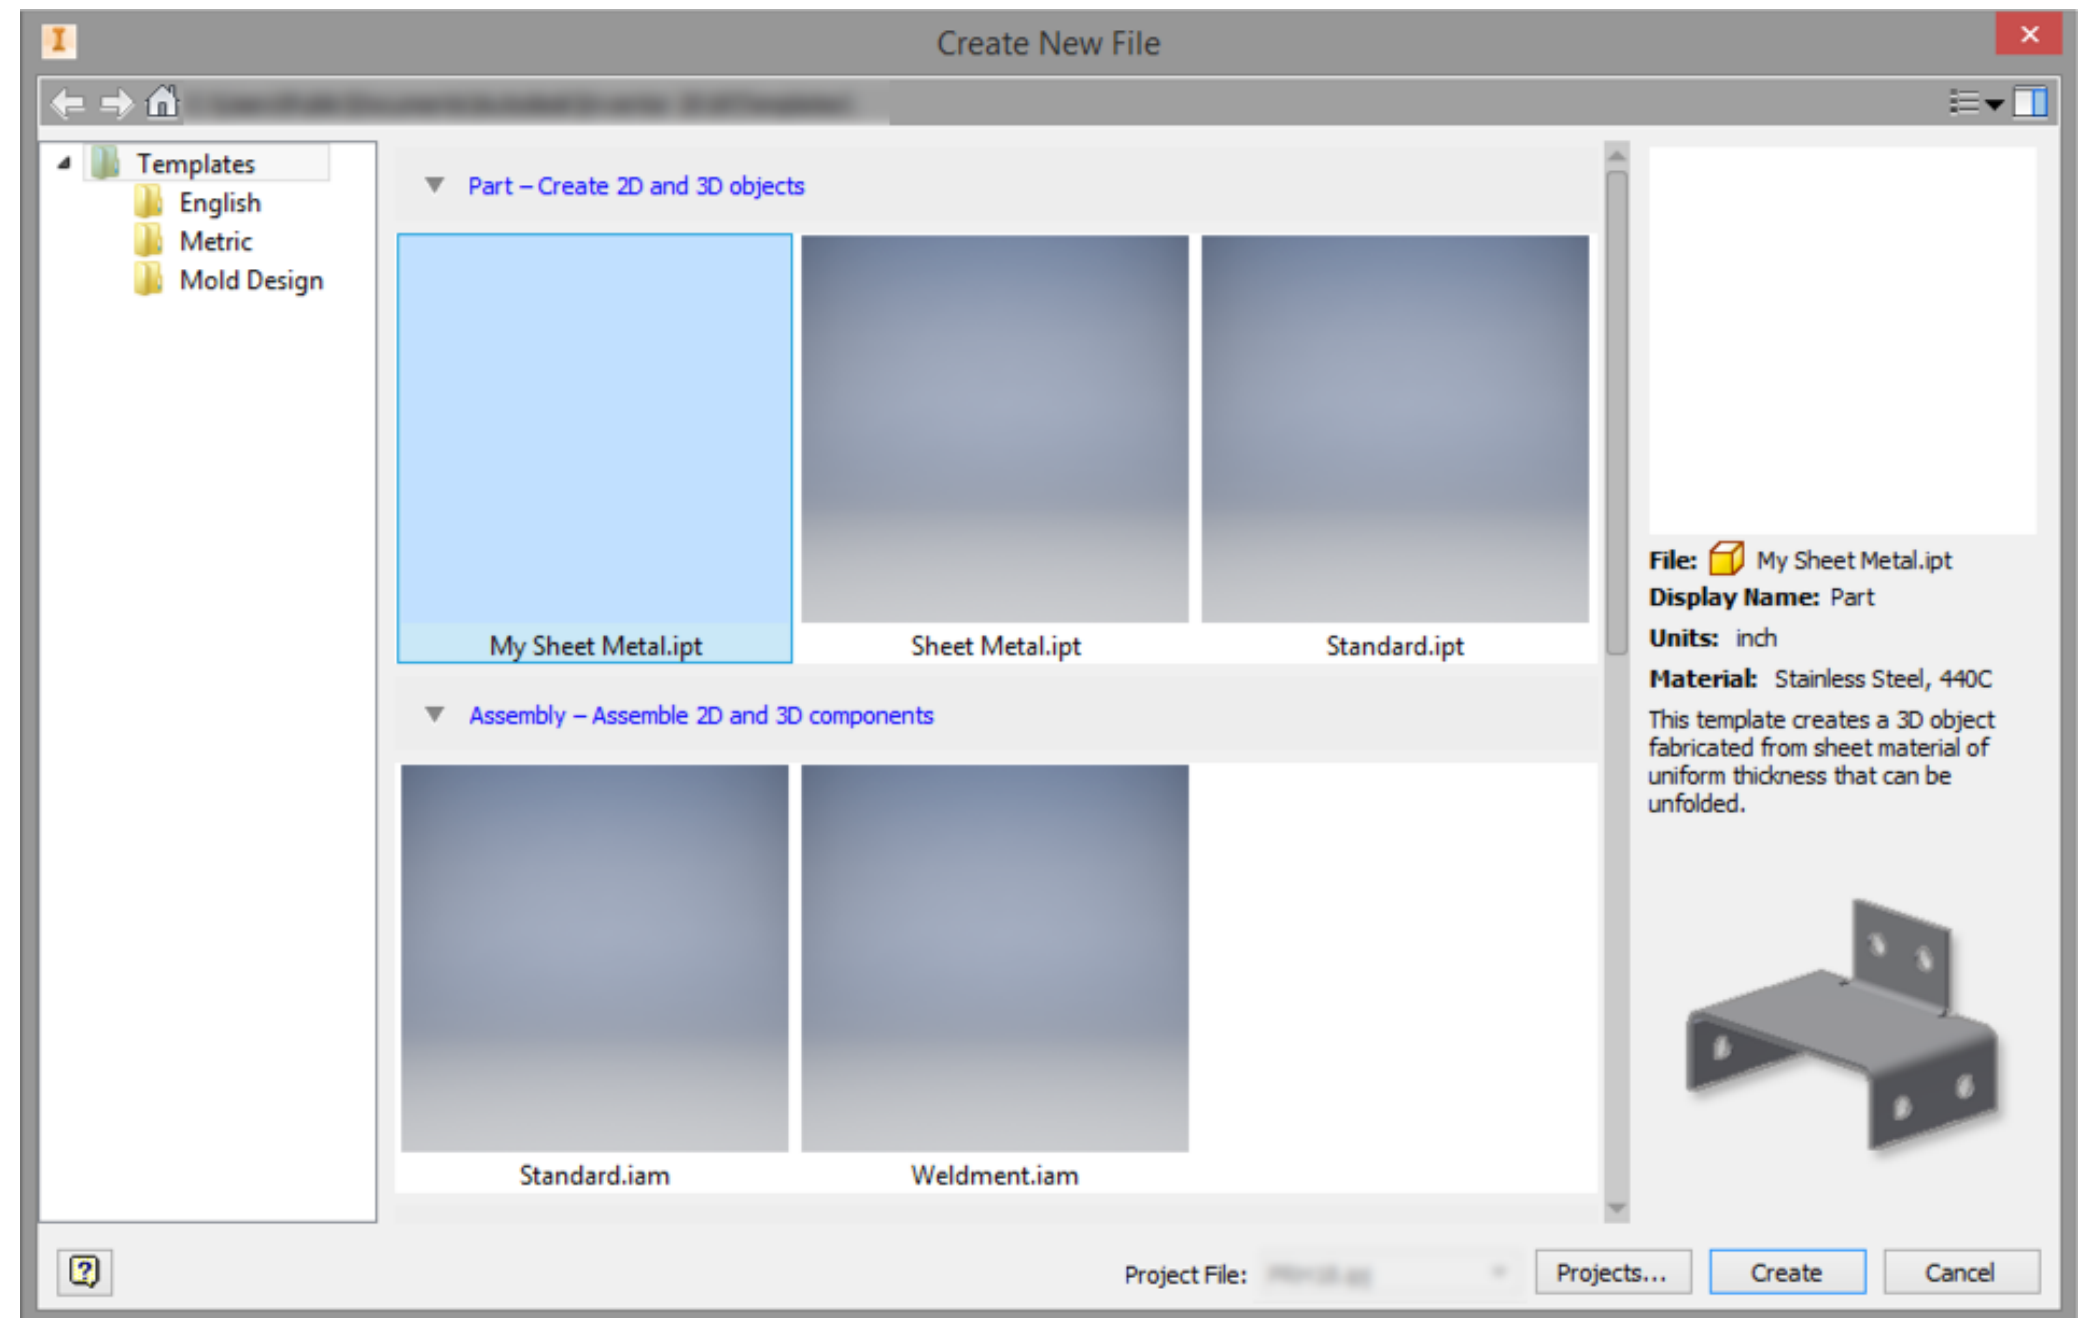 Create New File
Templates
English
Metric
Mold Design
Part – Create 2D and 3D objects
My Sheet Metal.ipt
Sheet Metal.ipt
Standard.ipt
Assembly – Assemble 2D and 3D components
Standard.iam
Weldment.iam
File: My Sheet Metal.ipt
Display Name: Part
Units: inch
Material: Stainless Steel, 440C
This template creates a 3D object
fabricated from sheet material of
uniform thickness that can be
unfolded.
Project File:
Projects...
Create
Cancel